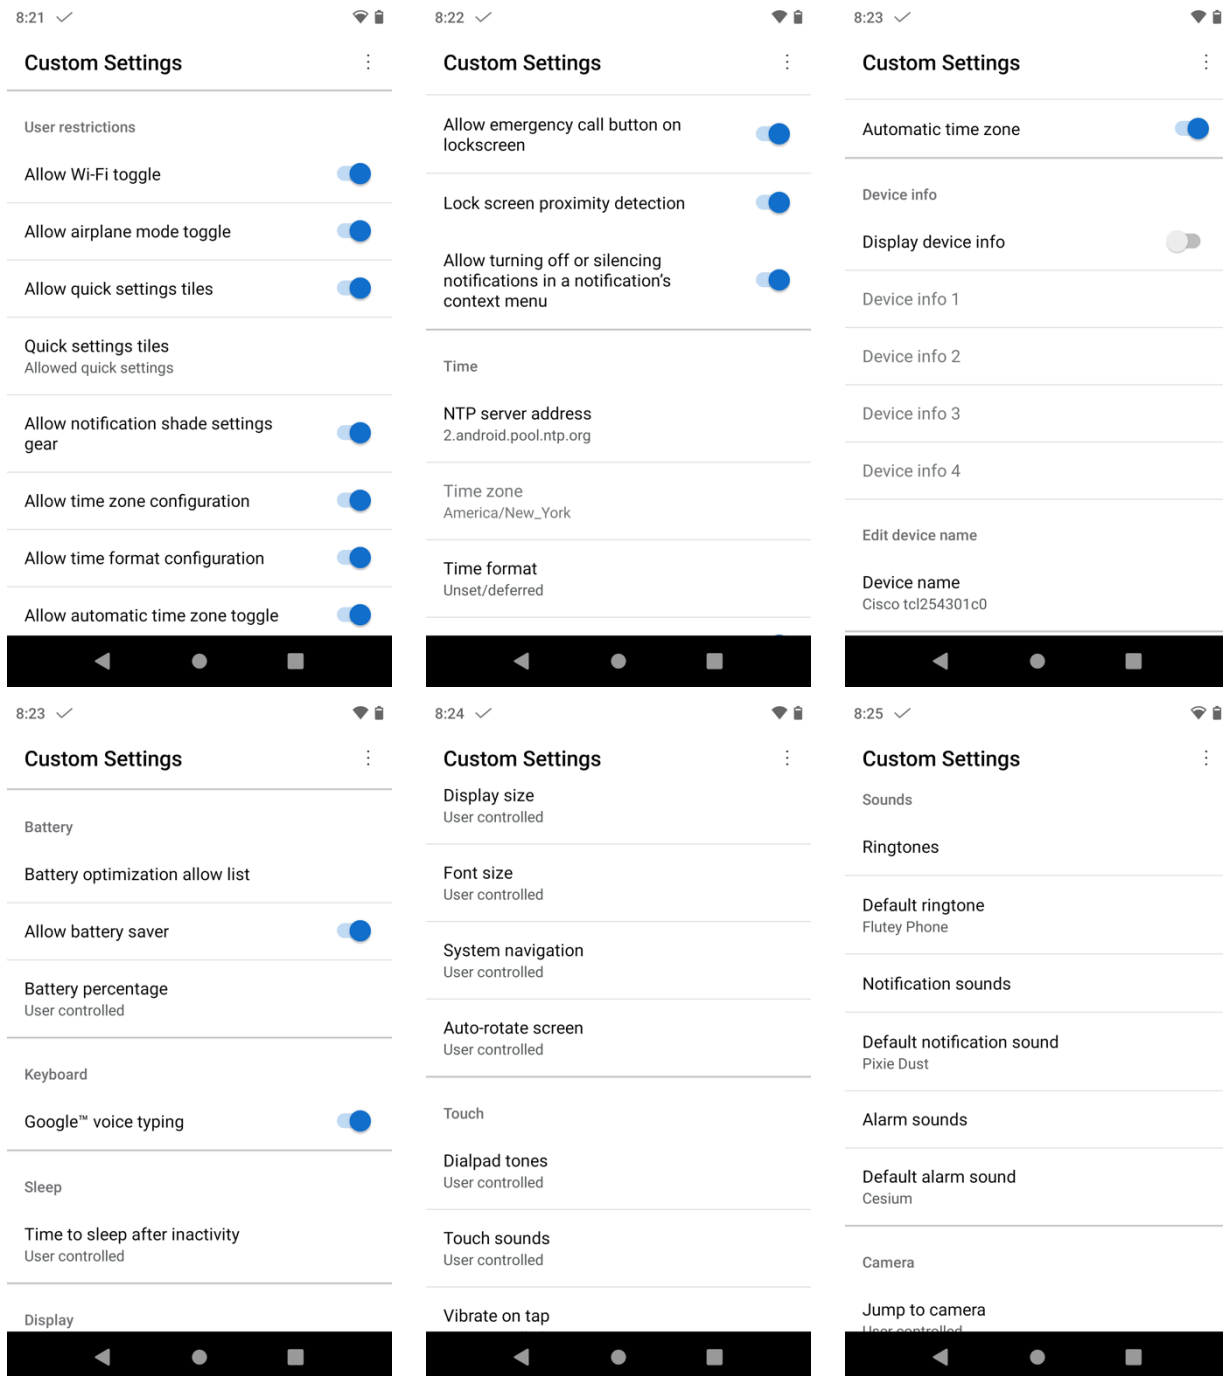 8:21
Custom Settings
User restrictions
Allow Wi-Fi toggle
Allow airplane mode toggle
Allow quick settings tiles
Quick settings tiles
Allowed quick settings
Allow notification shade settings
gear
Allow time zone configuration
Allow time format configuration
Allow automatic time zone toggle
8:22
Custom Settings
Allow emergency call button on
lockscreen
Lock screen proximity detection
Allow turning off or silencing
notifications in a notification’s
context menu
Time
NTP server address
2.android.pool.ntp.org
Time zone
America/New_York
Time format
Unset/deferred
8:23
Custom Settings
Automatic time zone
Device info
Display device info
Device info 1
Device info 2
Device info 3
Device info 4
Edit device name
Device name
Cisco tcl254301c0
8:23
Custom Settings
Battery
Battery optimization allow list
Allow battery saver
Battery percentage
User controlled
Keyboard
Google™ voice typing
Sleep
Time to sleep after inactivity
User controlled
Display
8:24
Custom Settings
Display size
User controlled
Font size
User controlled
System navigation
User controlled
Auto-rotate screen
User controlled
Touch
Dialpad tones
User controlled
Touch sounds
User controlled
Vibrate on tap
8:25
Custom Settings
Sounds
Ringtones
Default ringtone
Flutey Phone
Notification sounds
Default notification sound
Pixie Dust
Alarm sounds
Default alarm sound
Cesium
Camera
Jump to camera
User controlled